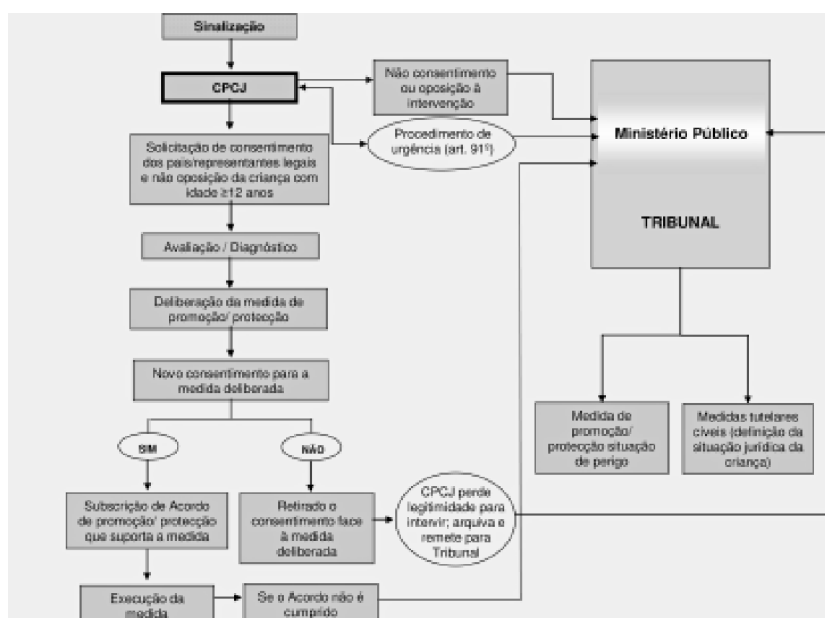 Sinalização
CPCJ
Não consentimento
ou oposição à
intervenção
Procedimento de
urgência (art. 91º)
Ministério Público
TRIBUNAL
Solicitação de consentimento
dos pais/representantes legais
e não oposição da criança com
idade ≥12 anos
Avaliação / Diagnóstico
Deliberação da medida de
promoção/ protecção
Novo consentimento para a
medida deliberada
SIM
NÃO
Medida de
promoção/
protecção situação
de perigo
Medidas tutelares
cíveis (definição da
situação jurídica da
criança)
Subscrição de Acordo
de promoção/ protecção
que suporta a medida
Retirado o
consentimento face
à medida
deliberada
CPCJ perde
legitimidade para
intervir; arquiva e
remete para
Tribunal
Execução da
medida
Se o Acordo não é
cumprido